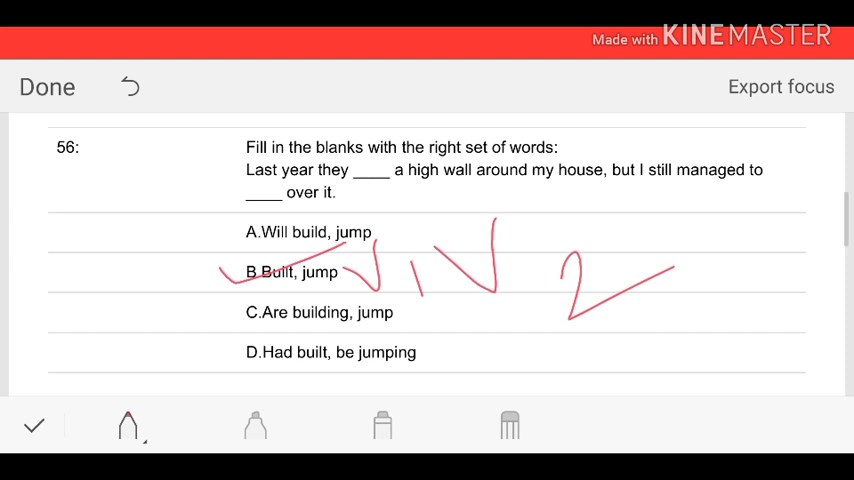 Made with KINEMASTER
Done Export focus
56: Fill in the blanks with the right set of words:
Last year they ____ a high wall around my house, but I still managed to
____ over it.
A.Will build, jump
B.Built, jump V1 V 2
C.Are building, jump
D.Had built, be jumping